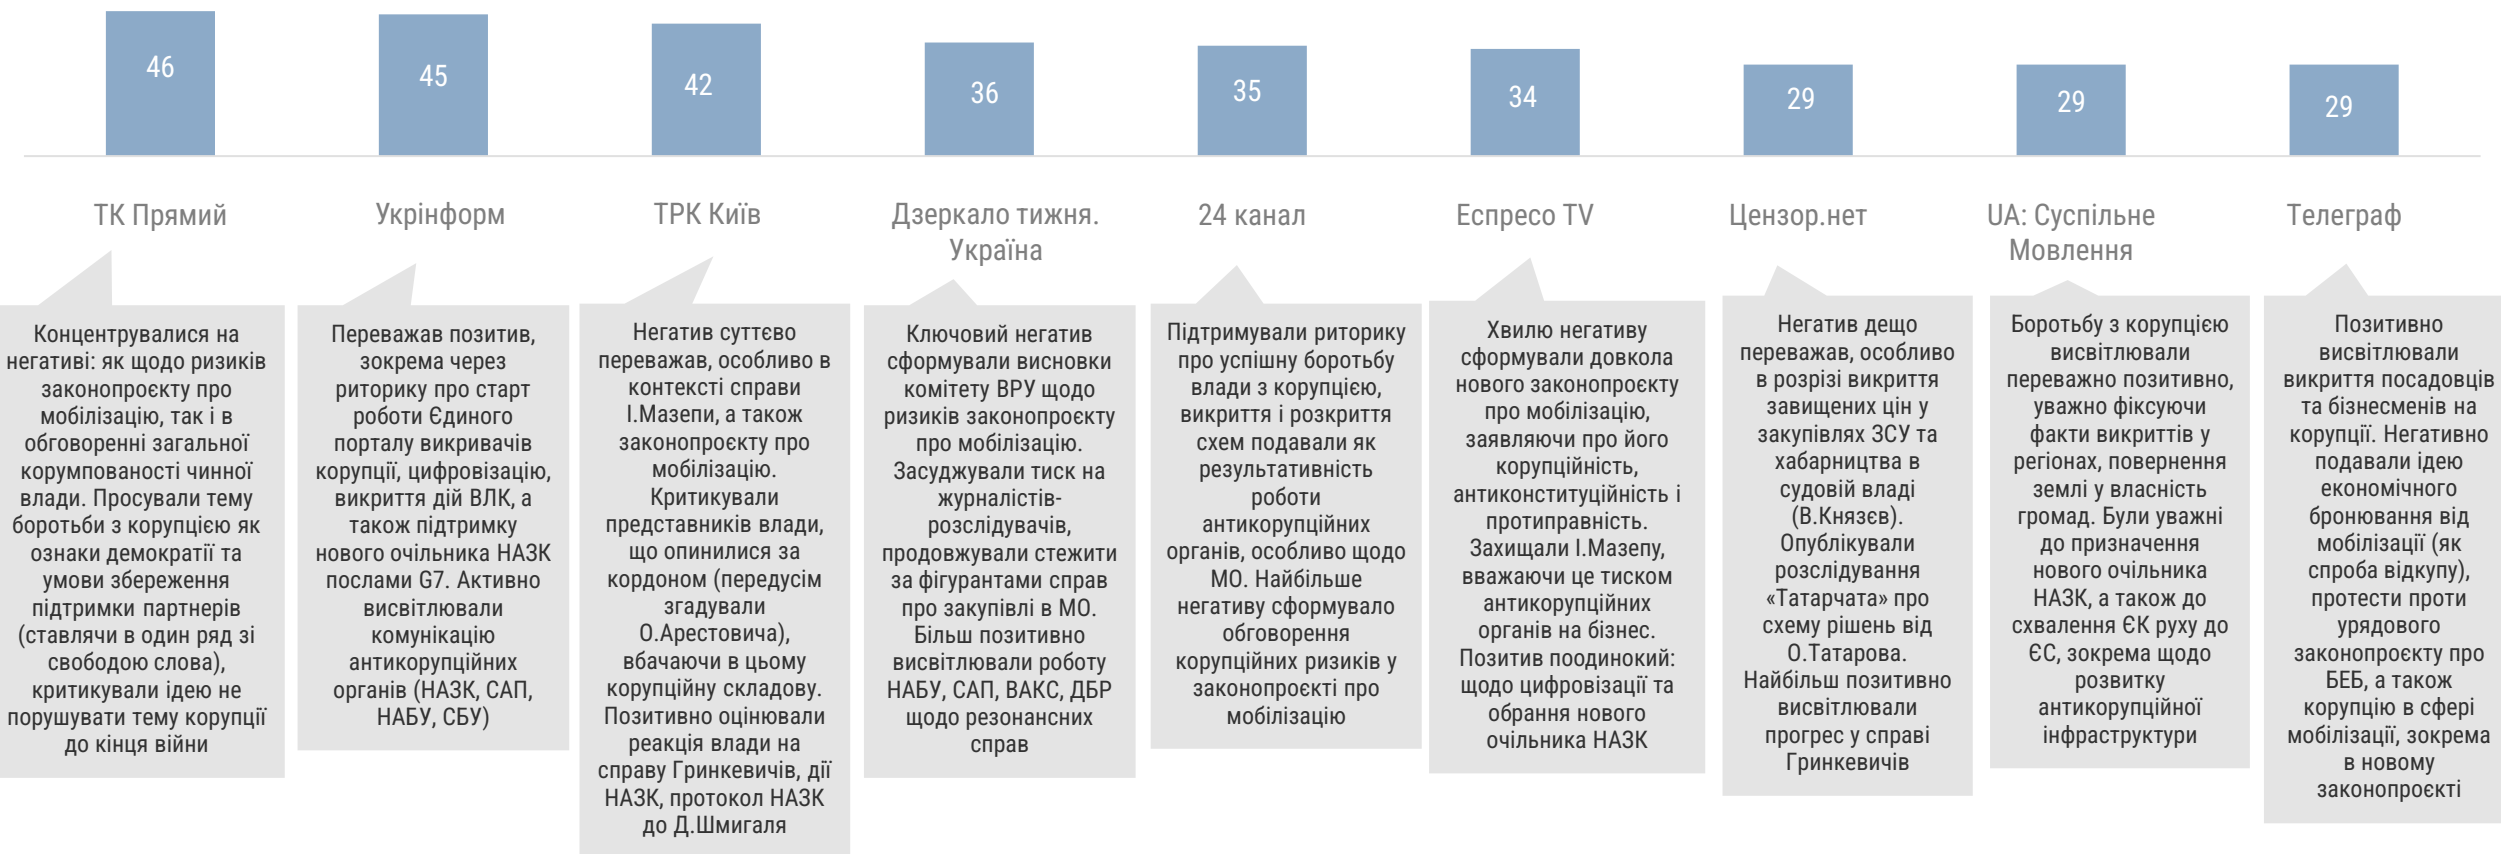 46
45
42
36
35
34
29
29
29
ТК Прямий
Укрінформ
ТРК Київ
Дзеркало тижня.
Україна
24 канал
Еспресо TV
Цензор.нет
UA: Суспільне
Мовлення
Телеграф
Концентрувалися на
негативі: як щодо ризиків
законопроєкту про
мобілізацію, так і в
обговоренні загальної
корумпованості чинної
влади. Просували тему
боротьби з корупцією як
ознаки демократії та
умови збереження
підтримки партнерів
(ставлячи в один ряд зі
свободою слова),
критикували ідею не
порушувати тему корупції
до кінця війни
Переважав позитив,
зокрема через
риторику про старт
роботи Єдиного
порталу викривачів
корупції, цифровізацію,
викриття дій ВЛК, а
також підтримку
нового очільника НАЗК
послами G7. Активно
висвітлювали
комунікацію
антикорупційних
органів (НАЗК, САП,
НАБУ, СБУ)
Негатив суттєво
переважав, особливо в
контексті справи
І.Мазепи, а також
законопроєкту про
мобілізацію.
Критикували
представників влади,
що опинилися за
кордоном (передусім
згадували
О.Арестовича),
вбачаючи в цьому
корупційну складову.
Позитивно оцінювали
реакція влади на
справу Гринкевичів, дії
НАЗК, протокол НАЗК
до Д.Шмигаля
Ключовий негатив
сформували висновки
комітету ВРУ щодо
ризиків законопроєкту
про мобілізацію.
Засуджували тиск на
журналістів-
розслідувачів,
продовжували стежити
за фігурантами справ
про закупівлі в МО.
Більш позитивно
висвітлювали роботу
НАБУ, САП, ВАКС, ДБР
щодо резонансних
справ
Підтримували риторику
про успішну боротьбу
влади з корупцією,
викриття і розкриття
схем подавали як
результативність
роботи
антикорупційних
органів, особливо щодо
МО. Найбільше
негативу сформувало
обговорення
корупційних ризиків у
законопроєкті про
мобілізацію
Хвилю негативу
сформували довкола
нового законопроєкту
про мобілізацію,
заявляючи про його
корупційність,
антиконституційність і
протиправність.
Захищали І.Мазепу,
вважаючи це тиском
антикорупційних
органів на бізнес.
Позитив поодинокий:
щодо цифровізації та
обрання нового
очільника НАЗК
Негатив дещо
переважав, особливо
в розрізі викриття
завищених цін у
закупівлях ЗСУ та
хабарництва в
судовій владі
(В.Князєв).
Опублікували
розслідування
«Татарчата» про
схему рішень від
О.Татарова.
Найбільш позитивно
висвітлювали
прогрес у справі
Гринкевичів
Боротьбу з корупцією
висвітлювали
переважно позитивно,
уважно фіксуючи
факти викриттів у
регіонах, повернення
землі у власність
громад. Були уважні
до призначення
нового очільника
НАЗК, а також до
схвалення ЄК руху до
ЄС, зокрема щодо
розвитку
антикорупційної
інфраструктури
Позитивно
висвітлювали
викриття посадовців
та бізнесменів на
корупції. Негативно
подавали ідею
економічного
бронювання від
мобілізації (як
спроба відкупу),
протести проти
урядового
законопроєкту про
БЕБ, а також
корупцію в сфері
мобілізації, зокрема
в новому
законопроєкті